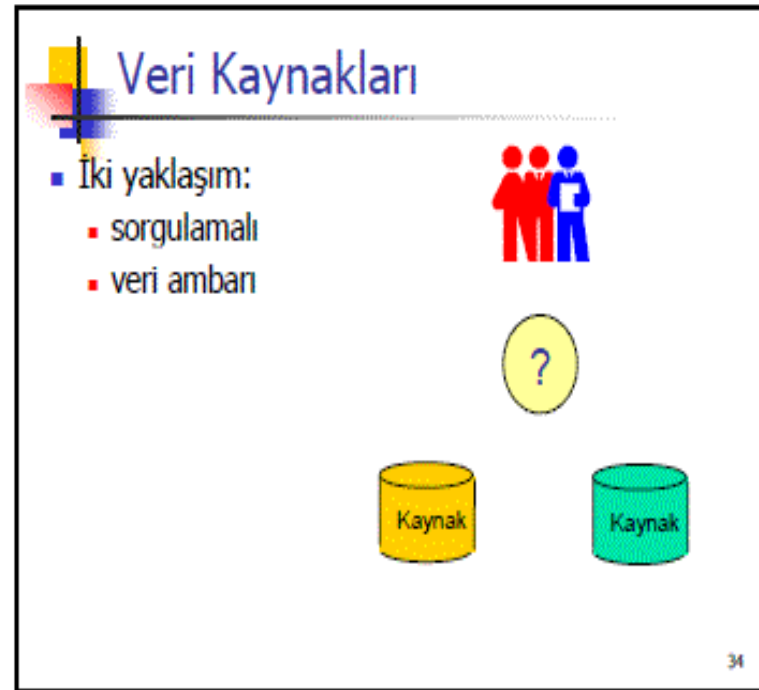 Veri Kaynakları
İki yaklaşım:
sorgulamalı
veri ambarı
?
Kaynak
Kaynak
34